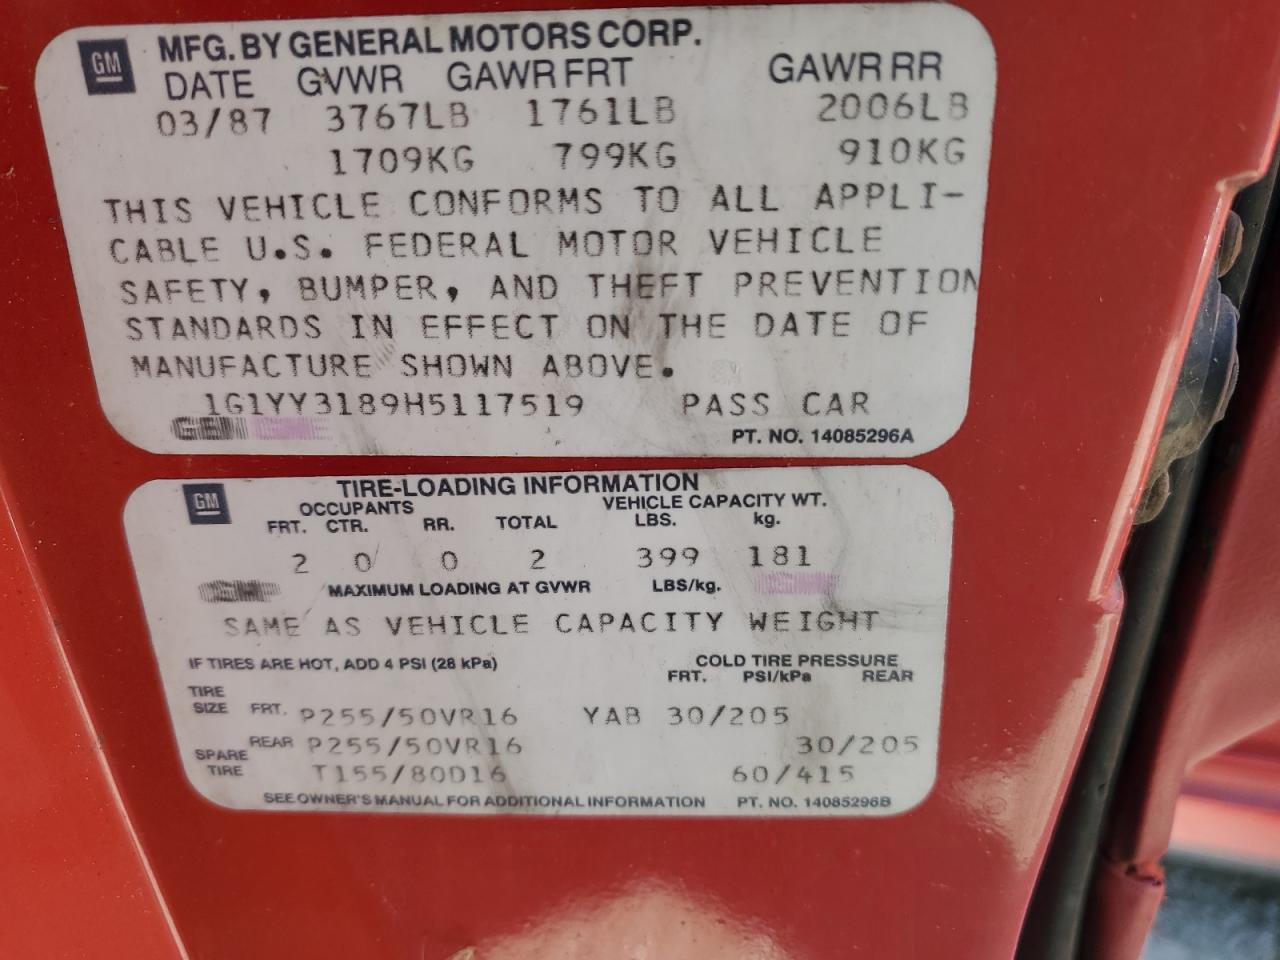 GM MFG. BY GENERAL MOTORS CORP.
DATE GVWR GAWR FRT GAWR RR
03/87 3767LB 1761LB 2006LB
1709KG 799KG 910KG
THIS VEHICLE CONFORMS TO ALL APPLI-
CABLE U.S. FEDERAL MOTOR VEHICLE
SAFETY, BUMPER, AND THEFT PREVENTION
STANDARDS IN EFFECT ON THE DATE OF
MANUFACTURE SHOWN ABOVE.
1G1YY3189H5117519 PASS CAR
PT. NO. 14085296A
GM TIRE-LOADING INFORMATION
OCCUPANTS VEHICLE CAPACITY WT.
FRT. CTR. RR. TOTAL LBS. kg.
2 0 0 2 399 181
MAXIMUM LOADING AT GVWR LBS/kg.
SAME AS VEHICLE CAPACITY WEIGHT
IF TIRES ARE HOT, ADD 4 PSI (28 kPa) COLD TIRE PRESSURE
FRT. PSI/kPa REAR
TIRE
SIZE FRT. P255/50VR16 YAB 30/205
REAR P255/50VR16 30/205
SPARE
TIRE T155/80D16 60/415
SEE OWNER'S MANUAL FOR ADDITIONAL INFORMATION PT. NO. 14085296B